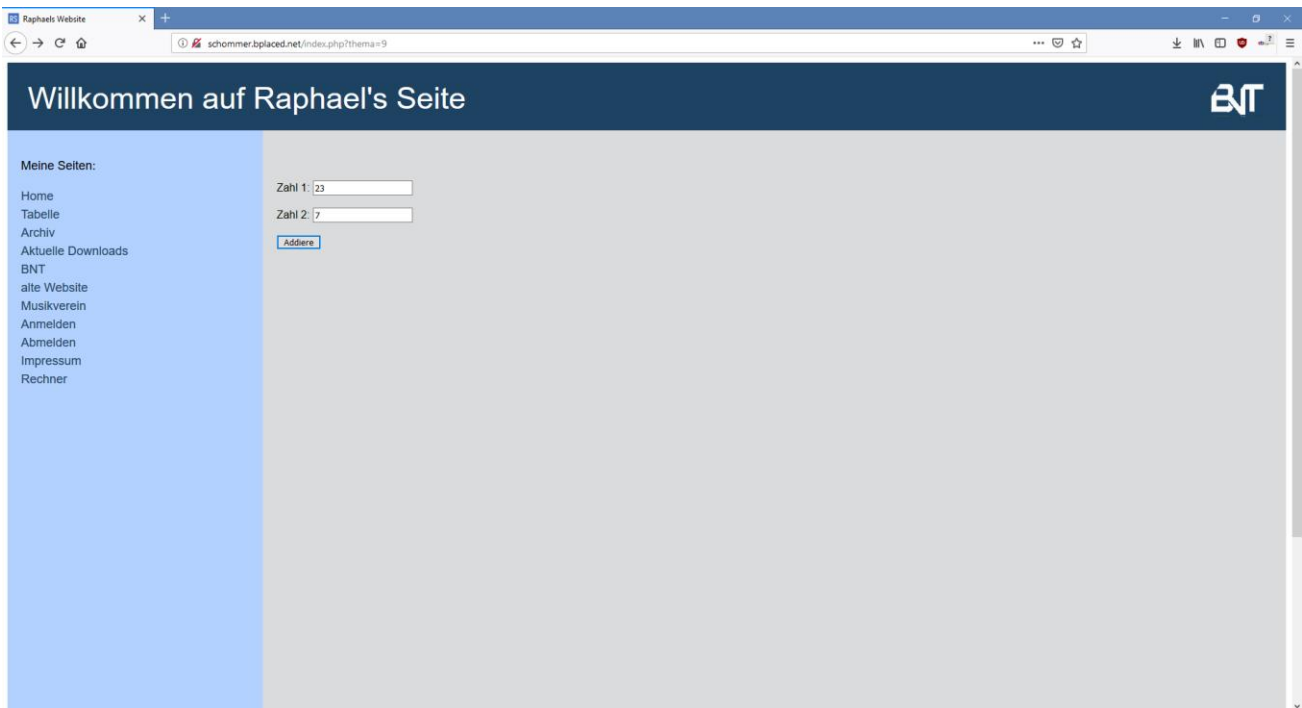 Raphaels Website
schommer.bplaced.net/index.php?thema=9
Willkommen auf Raphael's Seite
BNT
Meine Seiten:
Home
Tabelle
Archiv
Aktuelle Downloads
BNT
alte Website
Musikverein
Anmelden
Abmelden
Impressum
Rechner
Zahl 1: 23
Zahl 2: 7
Addiere